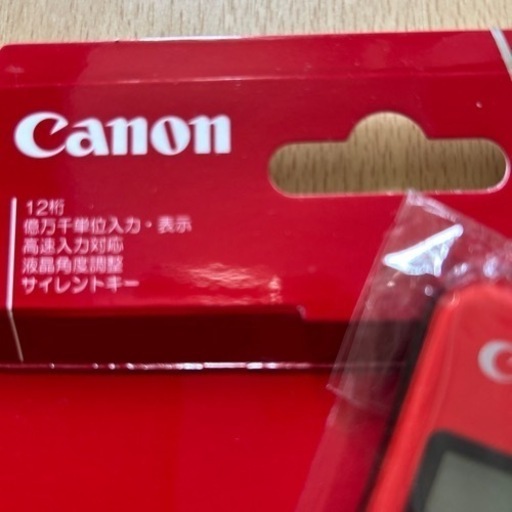 Canon
12桁
億万千単位入力・表示
高速入力対応
液晶角度調整
サイレントキー
C